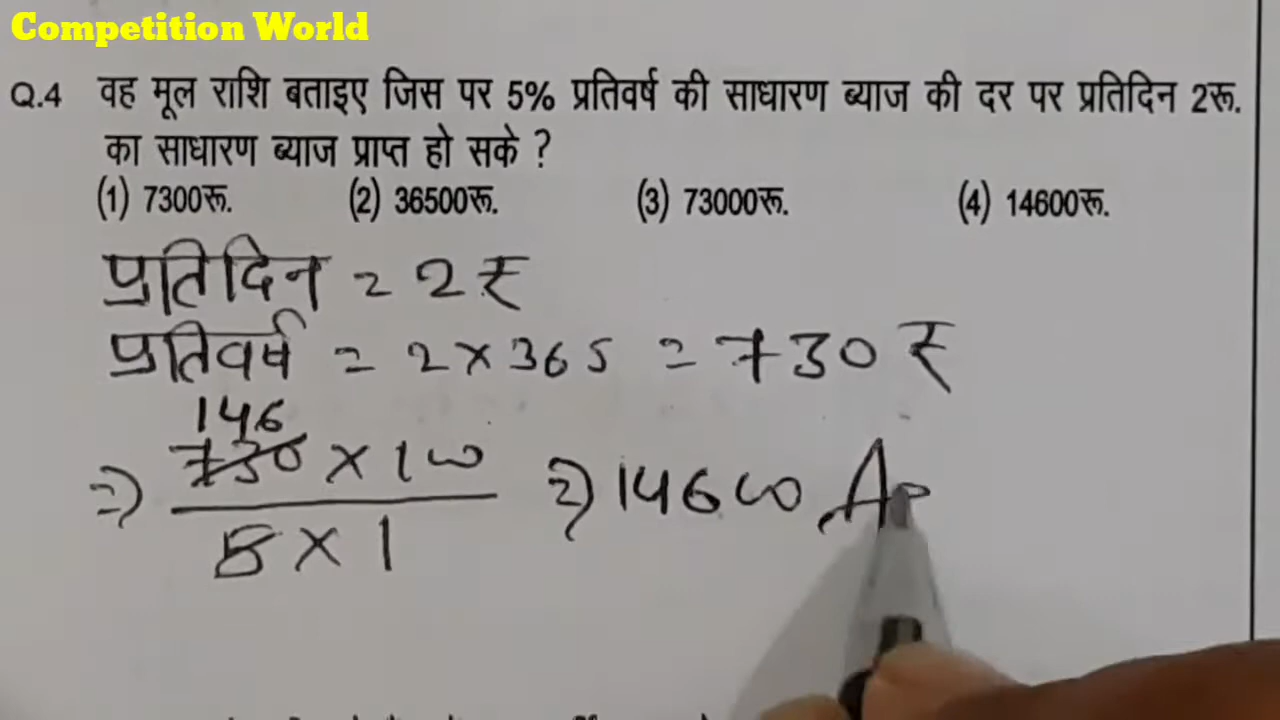 Competition World
Q.4 वह मूल राशि बताइए जिस पर 5% प्रतिवर्ष की साधारण ब्याज की दर पर प्रतिदिन 2रू.
का साधारण ब्याज प्राप्त हो सके ?
(1) 7300रू. (2) 36500रू. (3) 73000रू. (4) 14600रू.
प्रतिदिन = 2 ₹
प्रतिवर्ष = 2 × 365 = 730 ₹
146
⇒ 730 × 100 ⇒ 14600 A
5 × 1